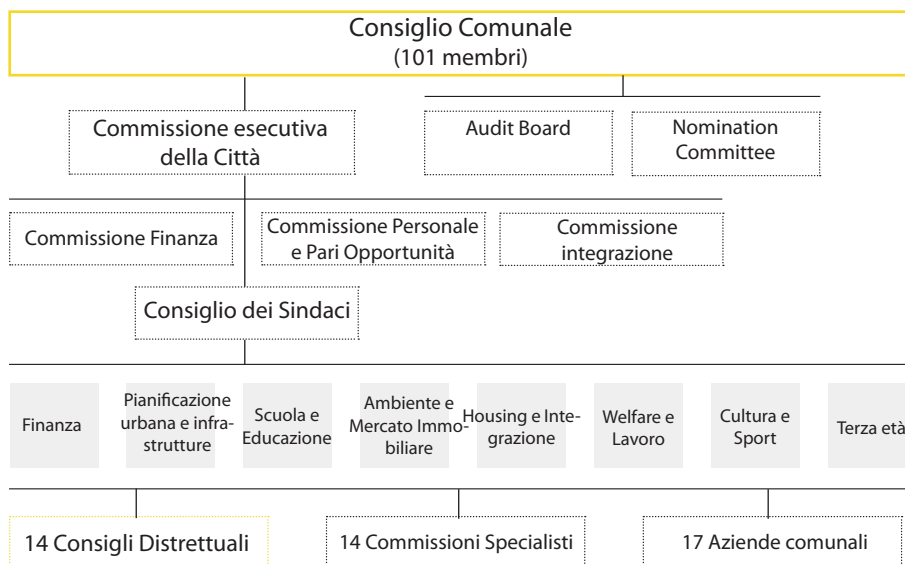 Consiglio Comunale
(101 membri)
Commissione esecutiva
della Città
Audit Board
Nomination
Committee
Commissione Finanza
Commissione Personale
e Pari Opportunità
Commissione
integrazione
Consiglio dei Sindaci
Finanza
Pianificazione
urbana e infra-
strutture
Scuola e
Educazione
Ambiente e
Mercato Immo-
biliare
Housing e Inte-
grazione
Welfare e
Lavoro
Cultura e
Sport
Terza età
14 Consigli Distrettuali
14 Commissioni Specialisti
17 Aziende comunali